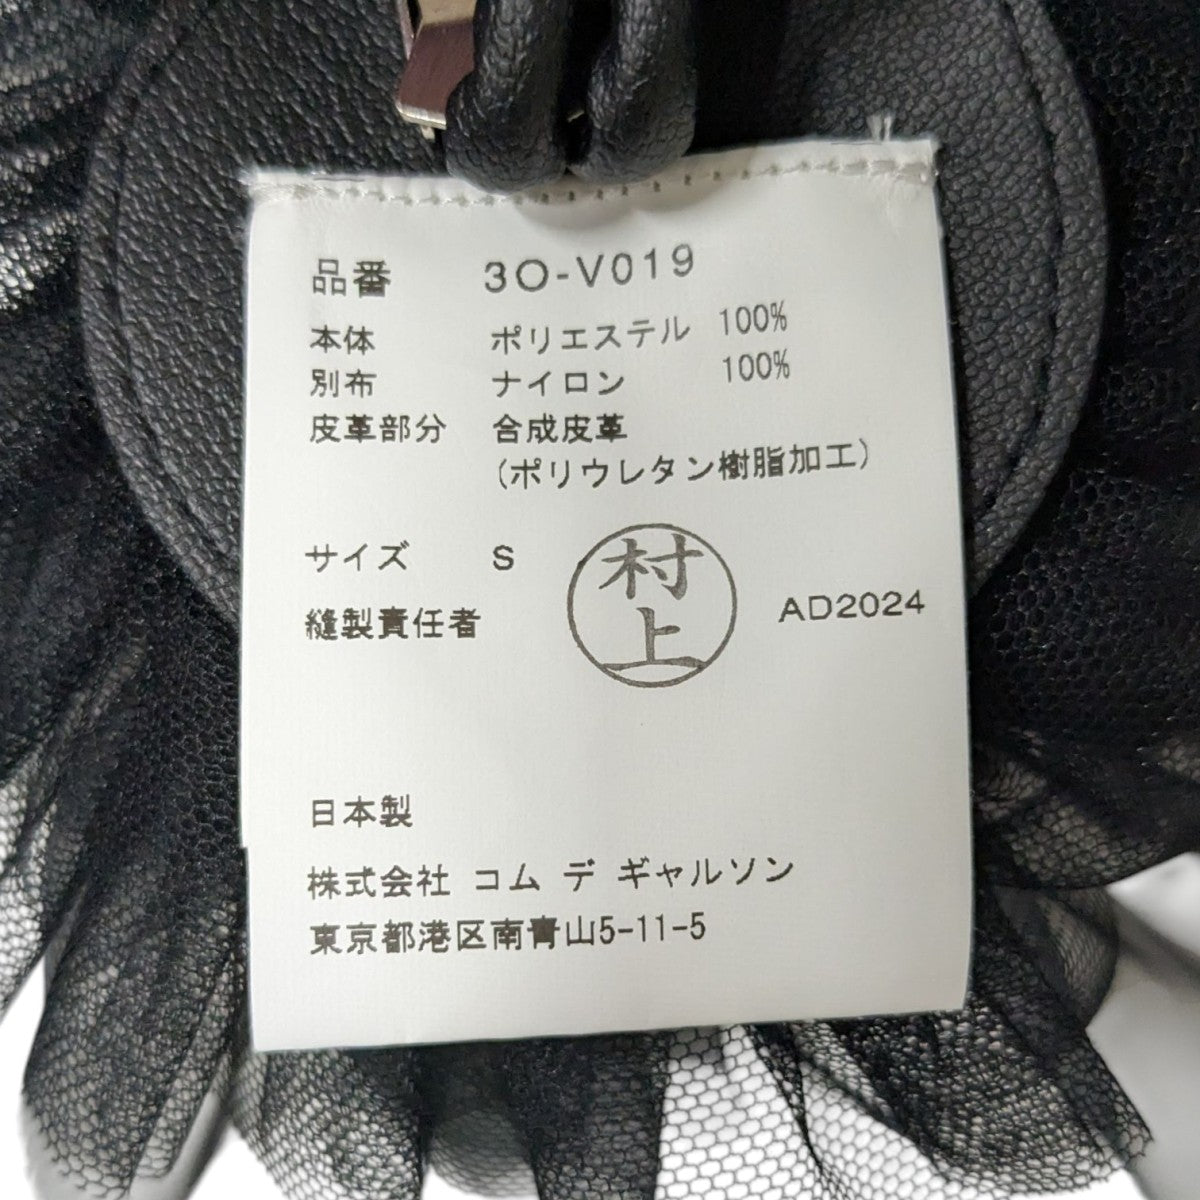 品番 3O-V019
本体 ポリエステル 100%
別布 ナイロン 100%
皮革部分 合成皮革
(ポリウレタン樹脂加工)
サイズ S
縫製責任者 村上 AD2024
日本製
株式会社 コム デ ギャルソン
東京都港区南青山5-11-5